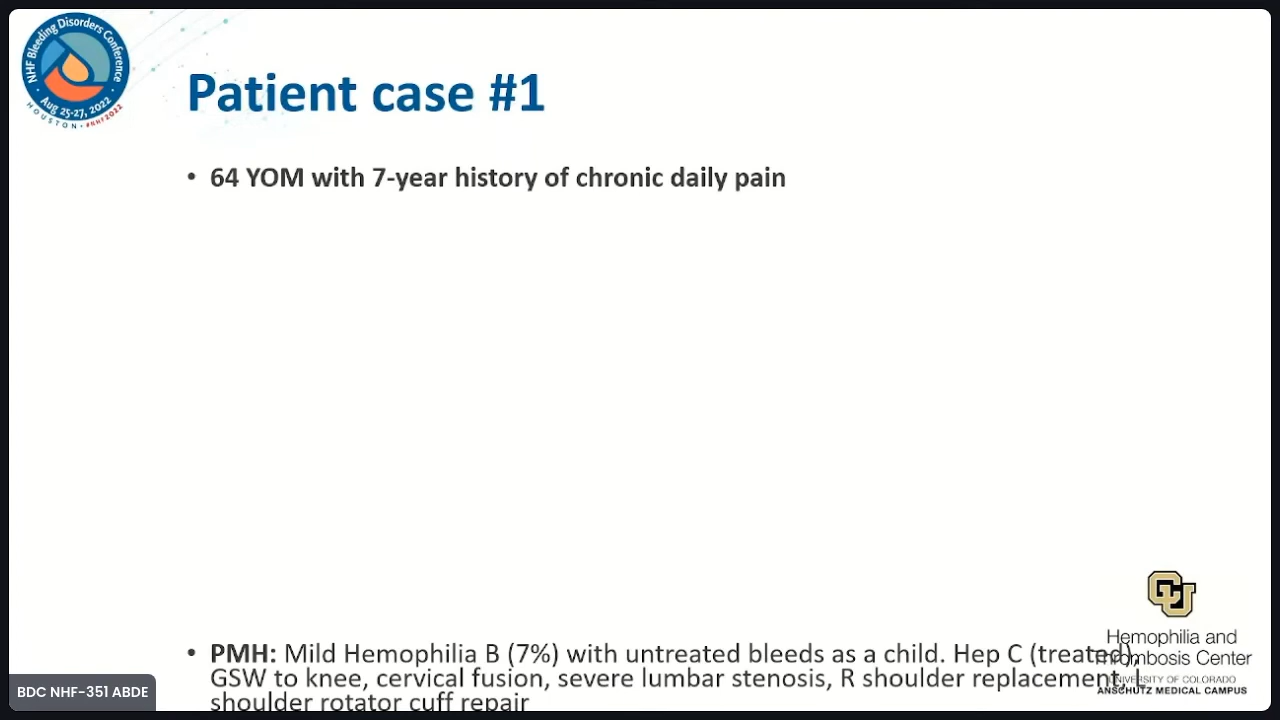 NHF Bleeding Disorders Conference
• Aug 25-27, 2022 •
HOUSTON • #NHF2022
Patient case #1
• 64 YOM with 7-year history of chronic daily pain
• PMH: Mild Hemophilia B (7%) with untreated bleeds as a child. Hep C (treated),
GSW to knee, cervical fusion, severe lumbar stenosis, R shoulder replacement, L
shoulder rotator cuff repair
CU
Hemophilia and
Thrombosis Center
UNIVERSITY OF COLORADO
ANSCHUTZ MEDICAL CAMPUS
BDC NHF-351 ABDE